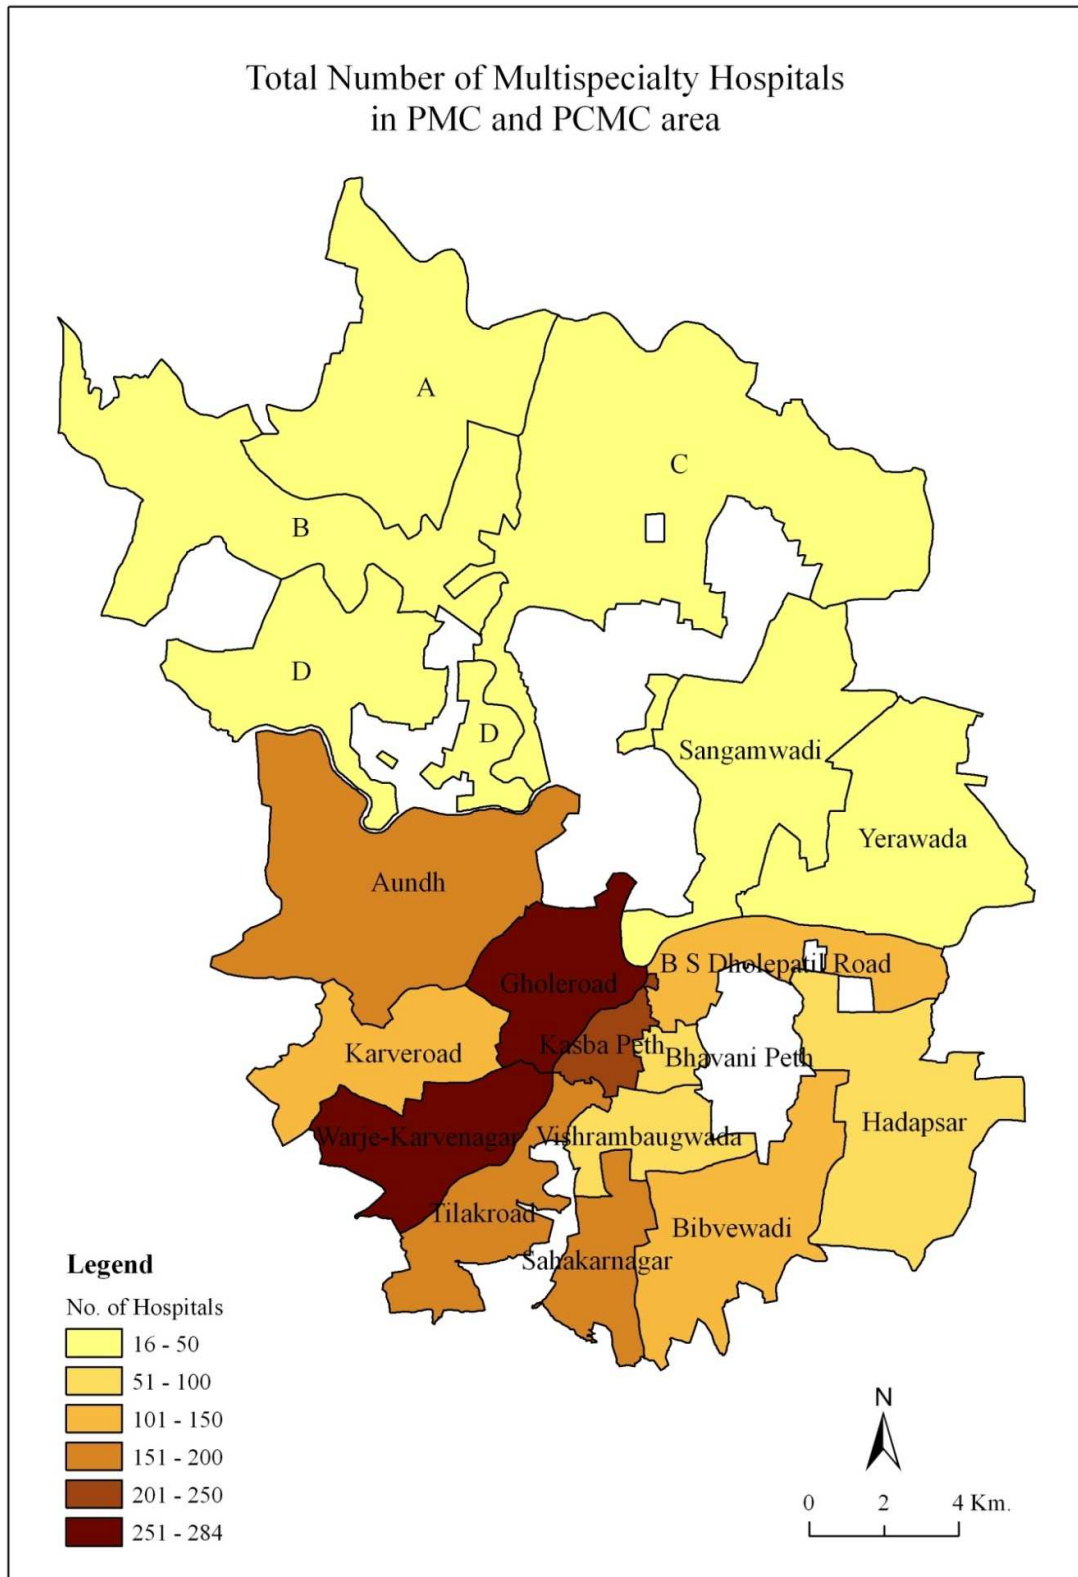 Total Number of Multispecialty Hospitals
in PMC and PCMC area
A
C
B
D
D
Sangamwadi
Yerawada
Aundh
B S Dholepatil Road
Gholeroad
Kasba Peth
Karveroad
Bhavani Peth
Hadapsar
Warje-Karvenagar
Vishrambaugwada
Tilakroad
Bibvewadi
Sahakarnagar
Legend
No. of Hospitals
16 - 50
51 - 100
101 - 150
151 - 200
201 - 250
251 - 284
N
0 2 4 Km.